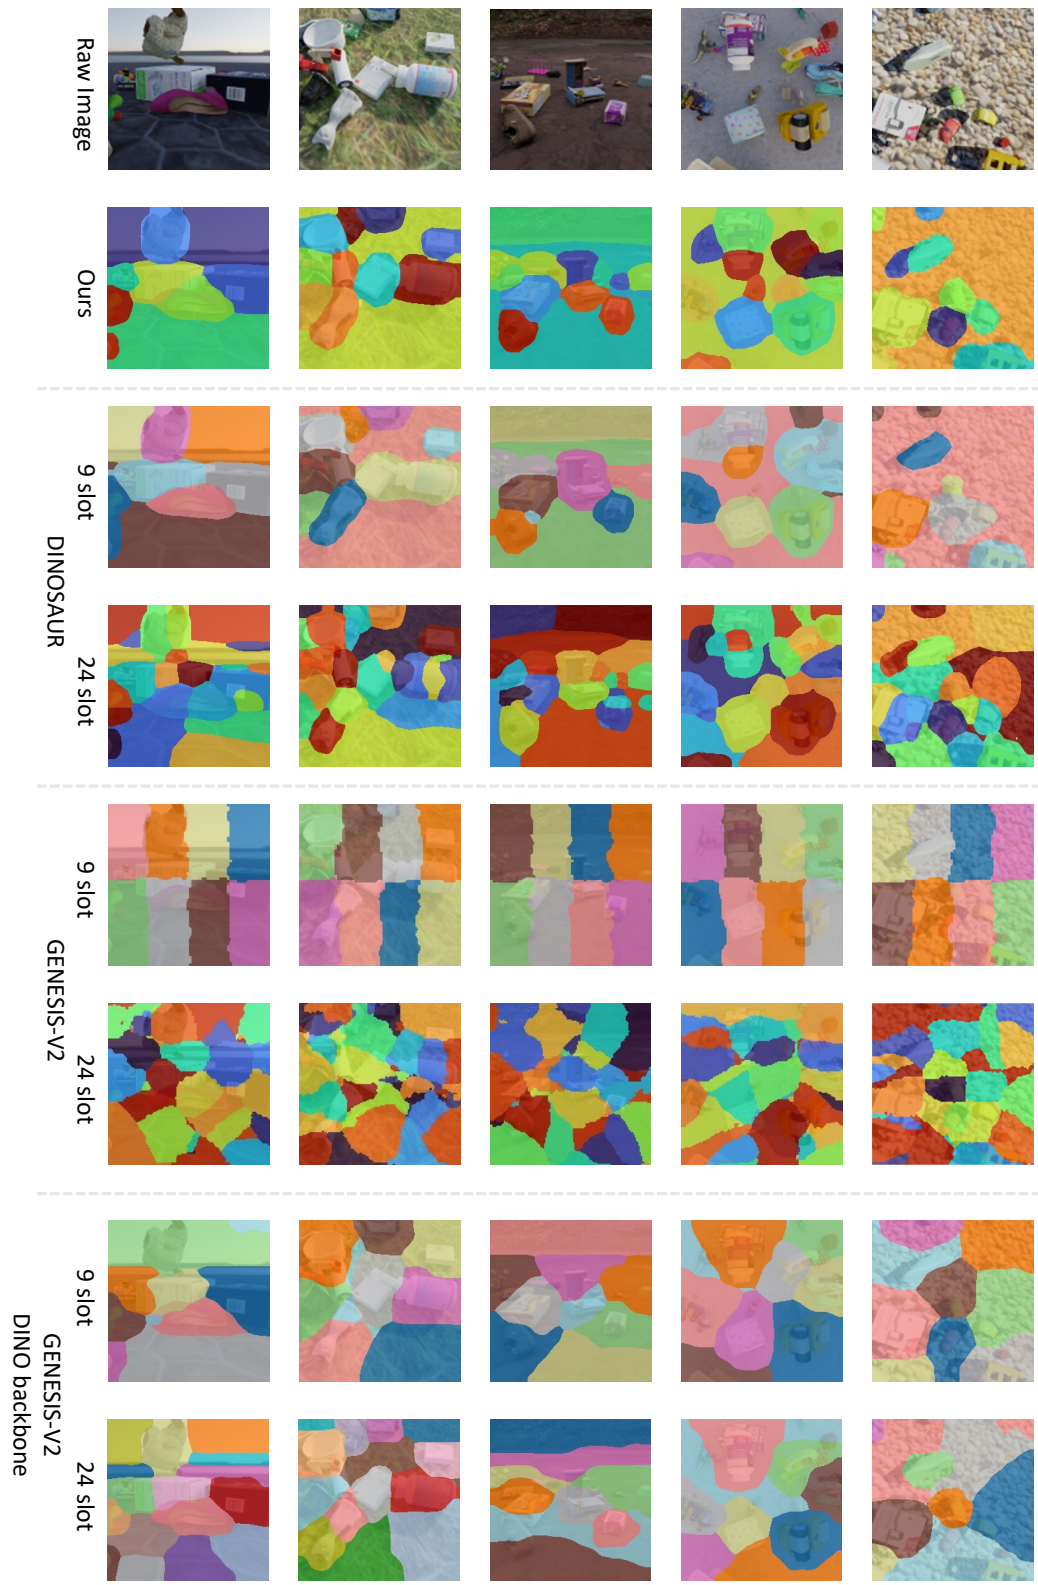 Raw Image
Ours
9 slot
24 slot
DINOSAUR
9 slot
24 slot
GENESIS-V2
9 slot
24 slot
GENESIS-V2
DINO backbone